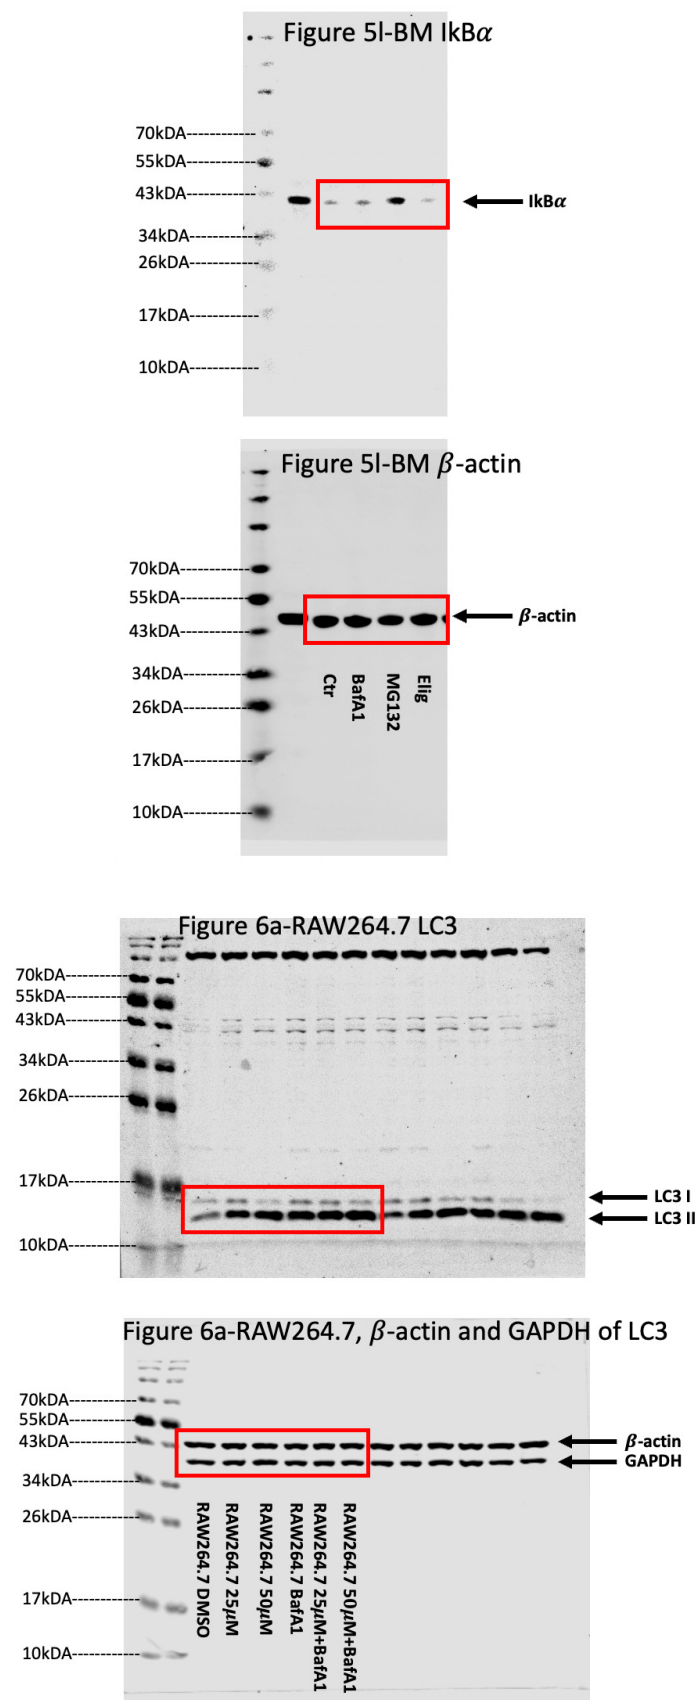 Figure 5l-BM IkB𝛼
70kDA------------
55kDA------------
43kDA------------
IkB𝛼
34kDA------------
26kDA------------
17kDA------------
10kDA------------
Figure 5l-BM 𝛽-actin
70kDA------------
55kDA------------
𝛽-actin
43kDA------------
34kDA------------
26kDA------------
17kDA------------
10kDA------------
Ctr
BafA1
MG132
Elig
Figure 6a-RAW264.7 LC3
70kDA------------
55kDA------------
43kDA------------
34kDA------------
26kDA------------
17kDA------------
LC3 I
LC3 II
10kDA------------
Figure 6a-RAW264.7, 𝛽-actin and GAPDH of LC3
70kDA------------
55kDA------------
43kDA------------
𝛽-actin
GAPDH
34kDA------------
26kDA------------
17kDA------------
10kDA------------
RAW264.7 DMSO
RAW264.7 25𝜇M
RAW264.7 50𝜇M
RAW264.7 BafA1
RAW264.7 25𝜇M+BafA1
RAW264.7 50𝜇M+BafA1